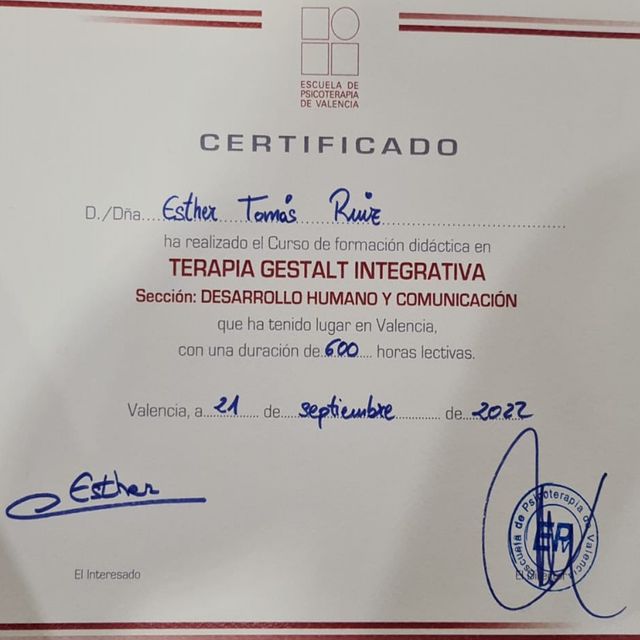 ESCUELA DE
PSICOTERAPIA
DE VALENCIA
CERTIFICADO
D./Dña.... Esther Tomás Ruiz
ha realizado el Curso de formación didáctica en
TERAPIA GESTALT INTEGRATIVA
Sección: DESARROLLO HUMANO Y COMUNICACIÓN
que ha tenido lugar en Valencia,
con una duración de 600 .... horas lectivas.
Valencia, a 21 de septiembre de 2022
Esther
Escuela de Psicoterapia de Valencia
El Interesado